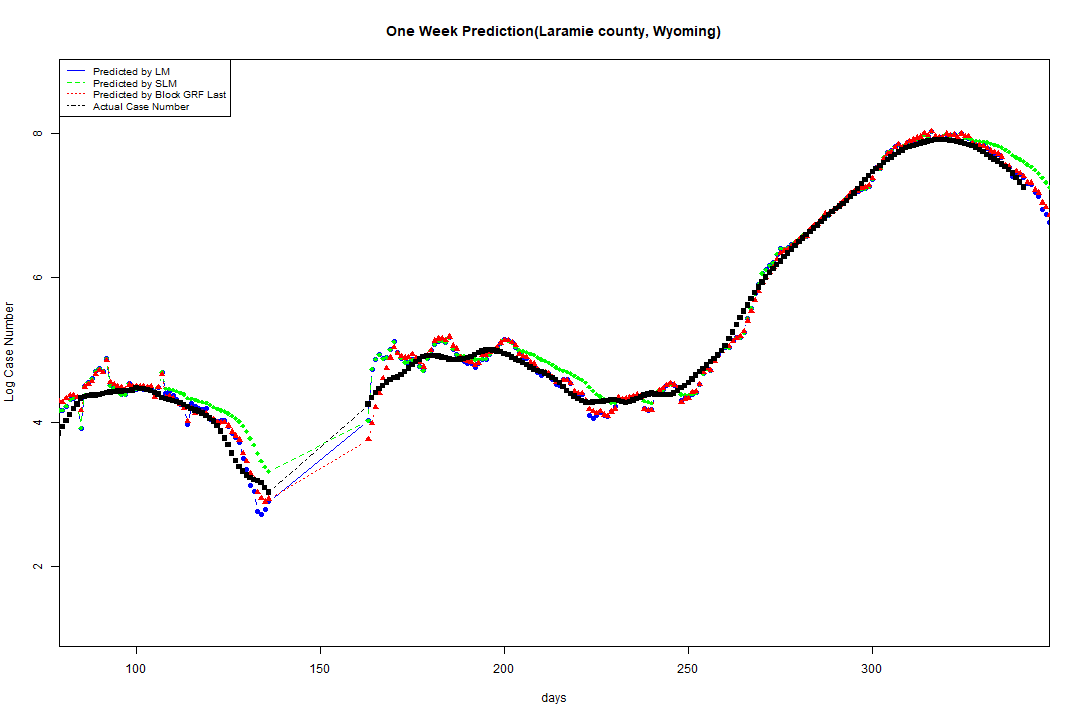 One Week Prediction(Laramie county, Wyoming)
Predicted by LM
Predicted by SLM
Predicted by Block GRF Last
Actual Case Number
8
6
4
2
Log Case Number
100
150
200
250
300
days